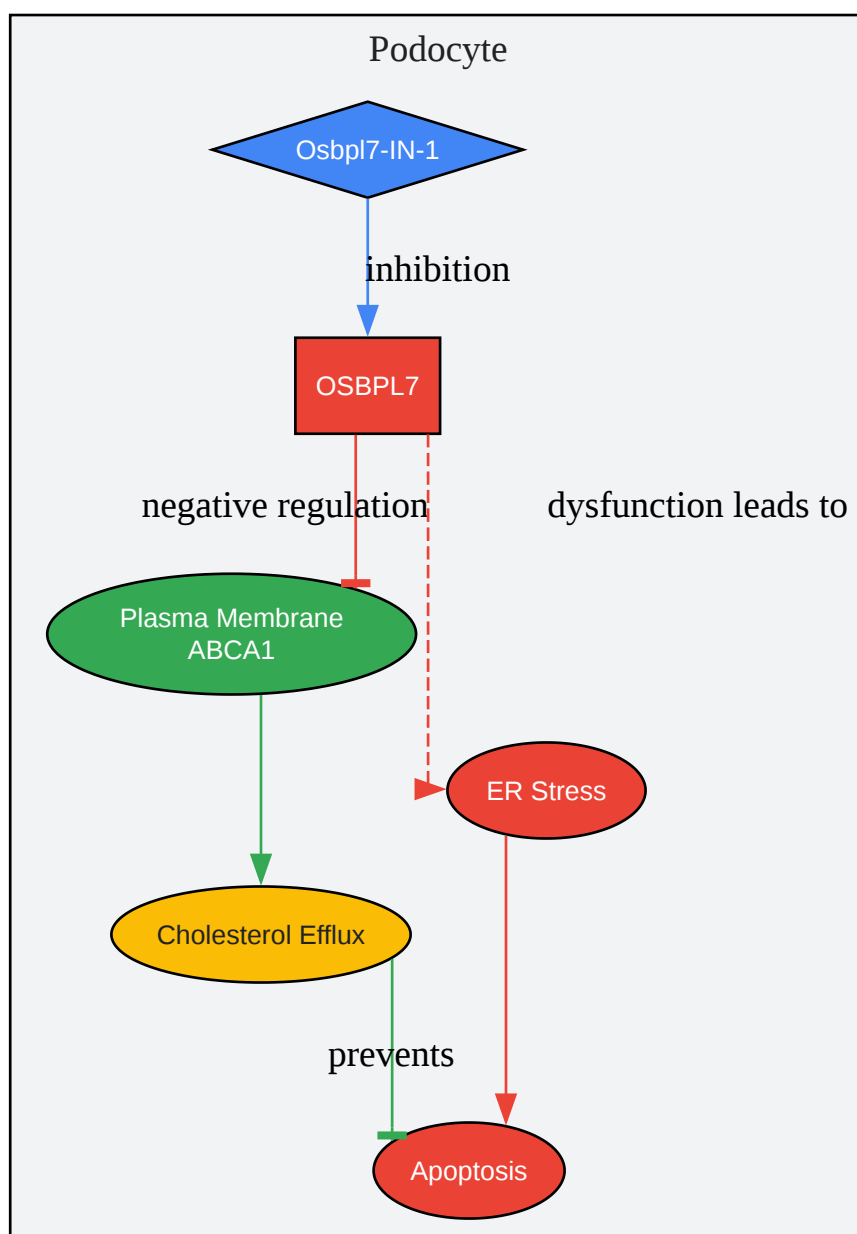 Podocyte
Osbpl7-IN-1
inhibition
OSBPL7
negative regulation
dysfunction leads to
Plasma Membrane
ABCA1
ER Stress
Cholesterol Efflux
prevents
Apoptosis